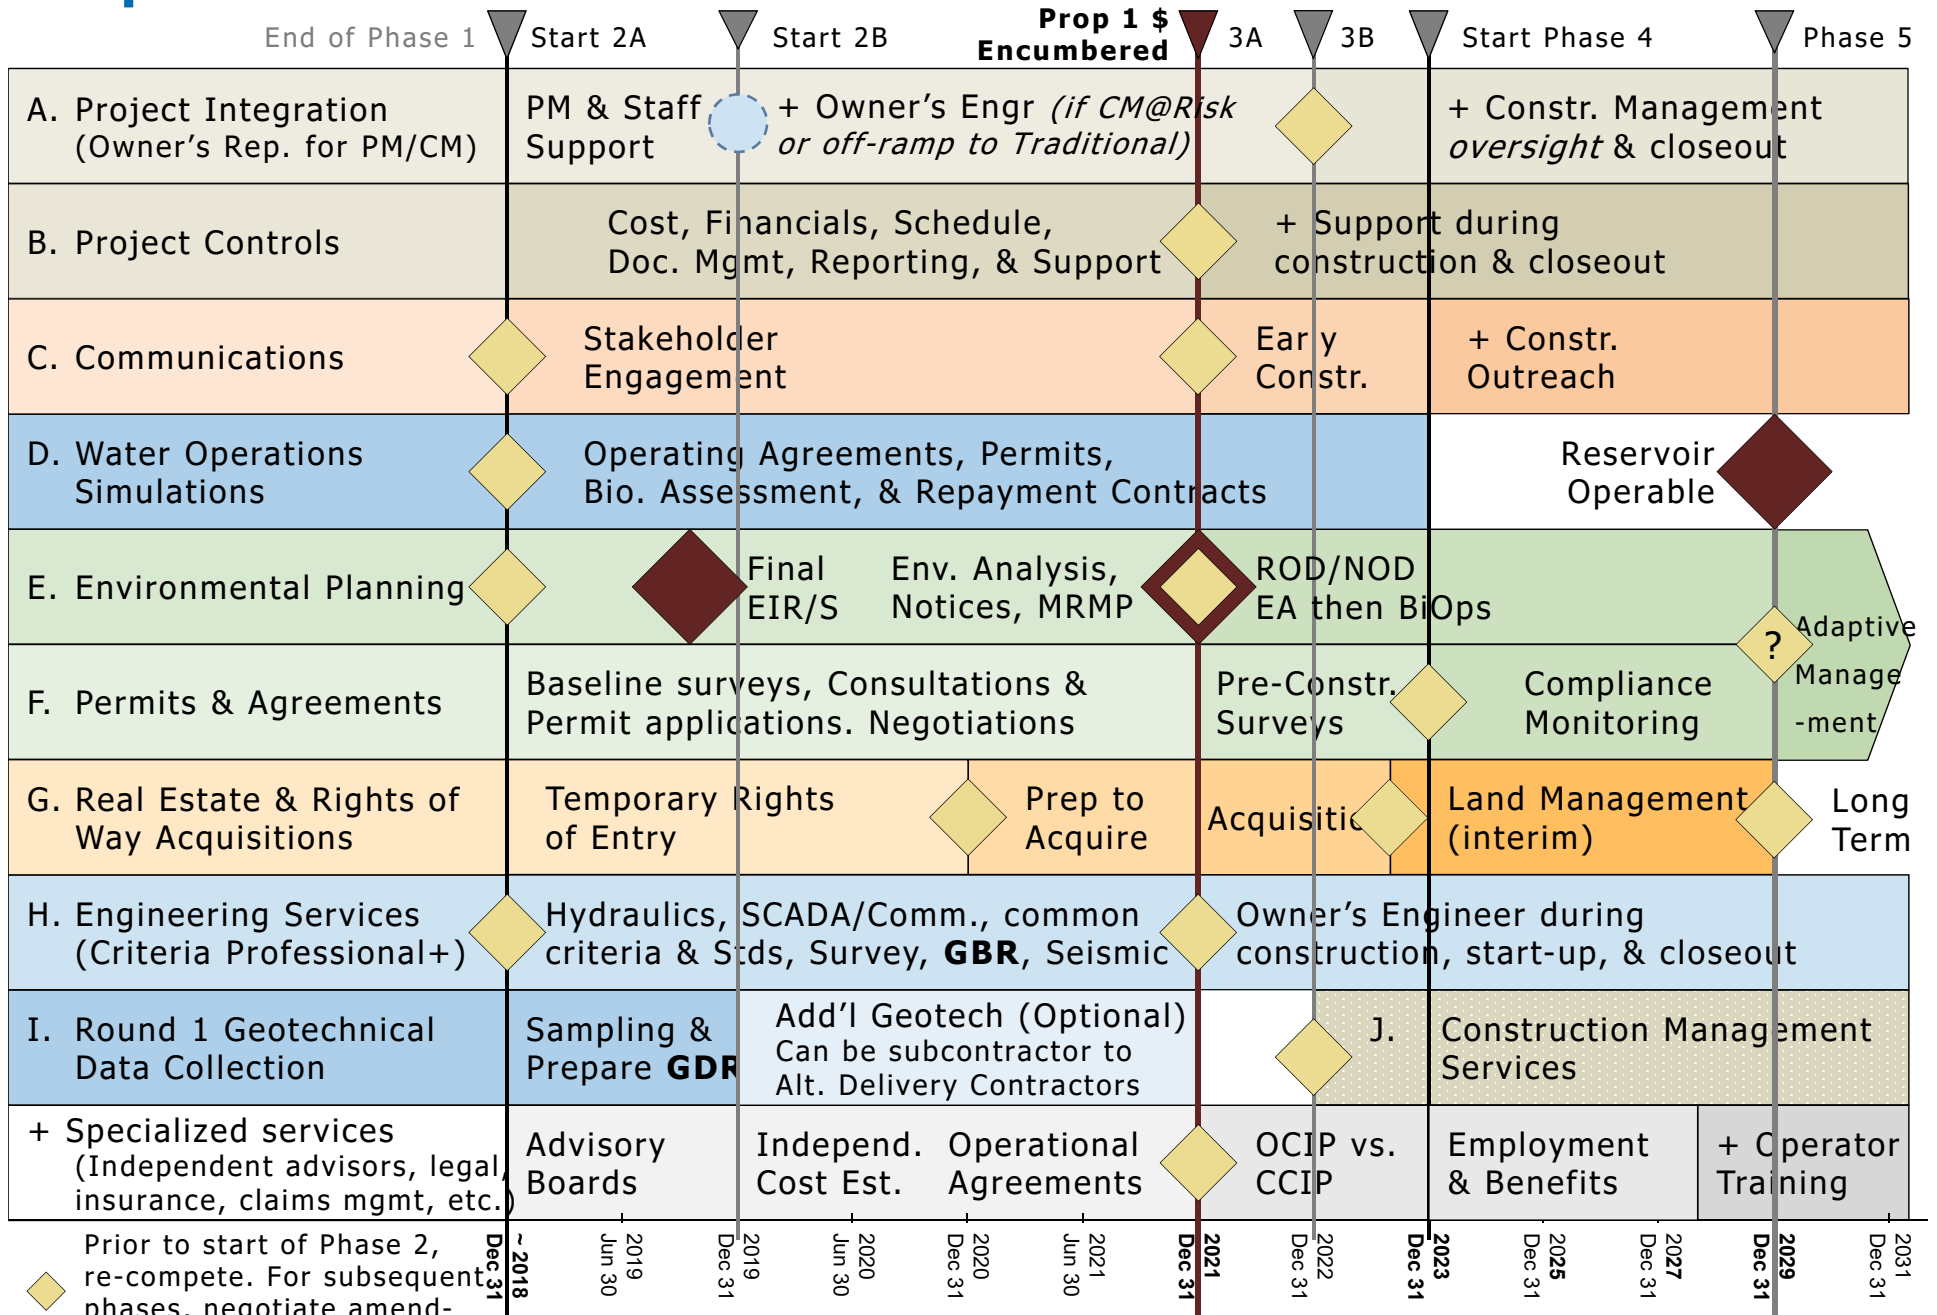 End of Phase 1
Start 2A
Start 2B
Prop 1 $
Encumbered
3A
3B
Start Phase 4
Phase 5
A. Project Integration
(Owner's Rep. for PM/CM)
PM & Staff
Support
+ Owner's Engr (if CM@Risk
or off-ramp to Traditional)
+ Constr. Management
oversight & closeout
B. Project Controls
Cost, Financials, Schedule,
Doc. Mgmt, Reporting, & Support
+ Support during
construction & closeout
C. Communications
Stakeholder
Engagement
Early
Constr.
+ Constr.
Outreach
D. Water Operations
Simulations
Operating Agreements, Permits,
Bio. Assessment, & Repayment Contracts
Reservoir
Operable
E. Environmental Planning
Final
EIR/S
Env. Analysis,
Notices, MRMP
ROD/NOD
EA then BiOps
?
Adaptive
Manage
-ment
F. Permits & Agreements
Baseline surveys, Consultations &
Permit applications. Negotiations
Pre-Constr.
Surveys
Compliance
Monitoring
G. Real Estate & Rights of
Way Acquisitions
Temporary Rights
of Entry
Prep to
Acquire
Acquisitio
Land Management
(interim)
Long
Term
H. Engineering Services
(Criteria Professional+)
Hydraulics, SCADA/Comm., common
criteria & Stds, Survey, GBR, Seismic
Owner's Engineer during
construction, start-up, & closeout
I. Round 1 Geotechnical
Data Collection
Sampling &
Prepare GDR
Add'l Geotech (Optional)
Can be subcontractor to
Alt. Delivery Contractors
J. Construction Management
Services
+ Specialized services
(Independent advisors, legal,
insurance, claims mgmt, etc.)
Advisory
Boards
Independ.
Cost Est.
Operational
Agreements
OCIP vs.
CCIP
Employment
& Benefits
+ Operator
Training
~ 2018
Dec 31
2019
Jun 30
2019
Dec 31
2020
Jun 30
2020
Dec 31
2021
Jun 30
2021
Dec 31
2022
Dec 31
2023
Dec 31
2025
Dec 31
2027
Dec 31
2029
Dec 31
2031
Dec 31
Prior to start of Phase 2,
re-compete. For subsequent
phases, negotiate amend-